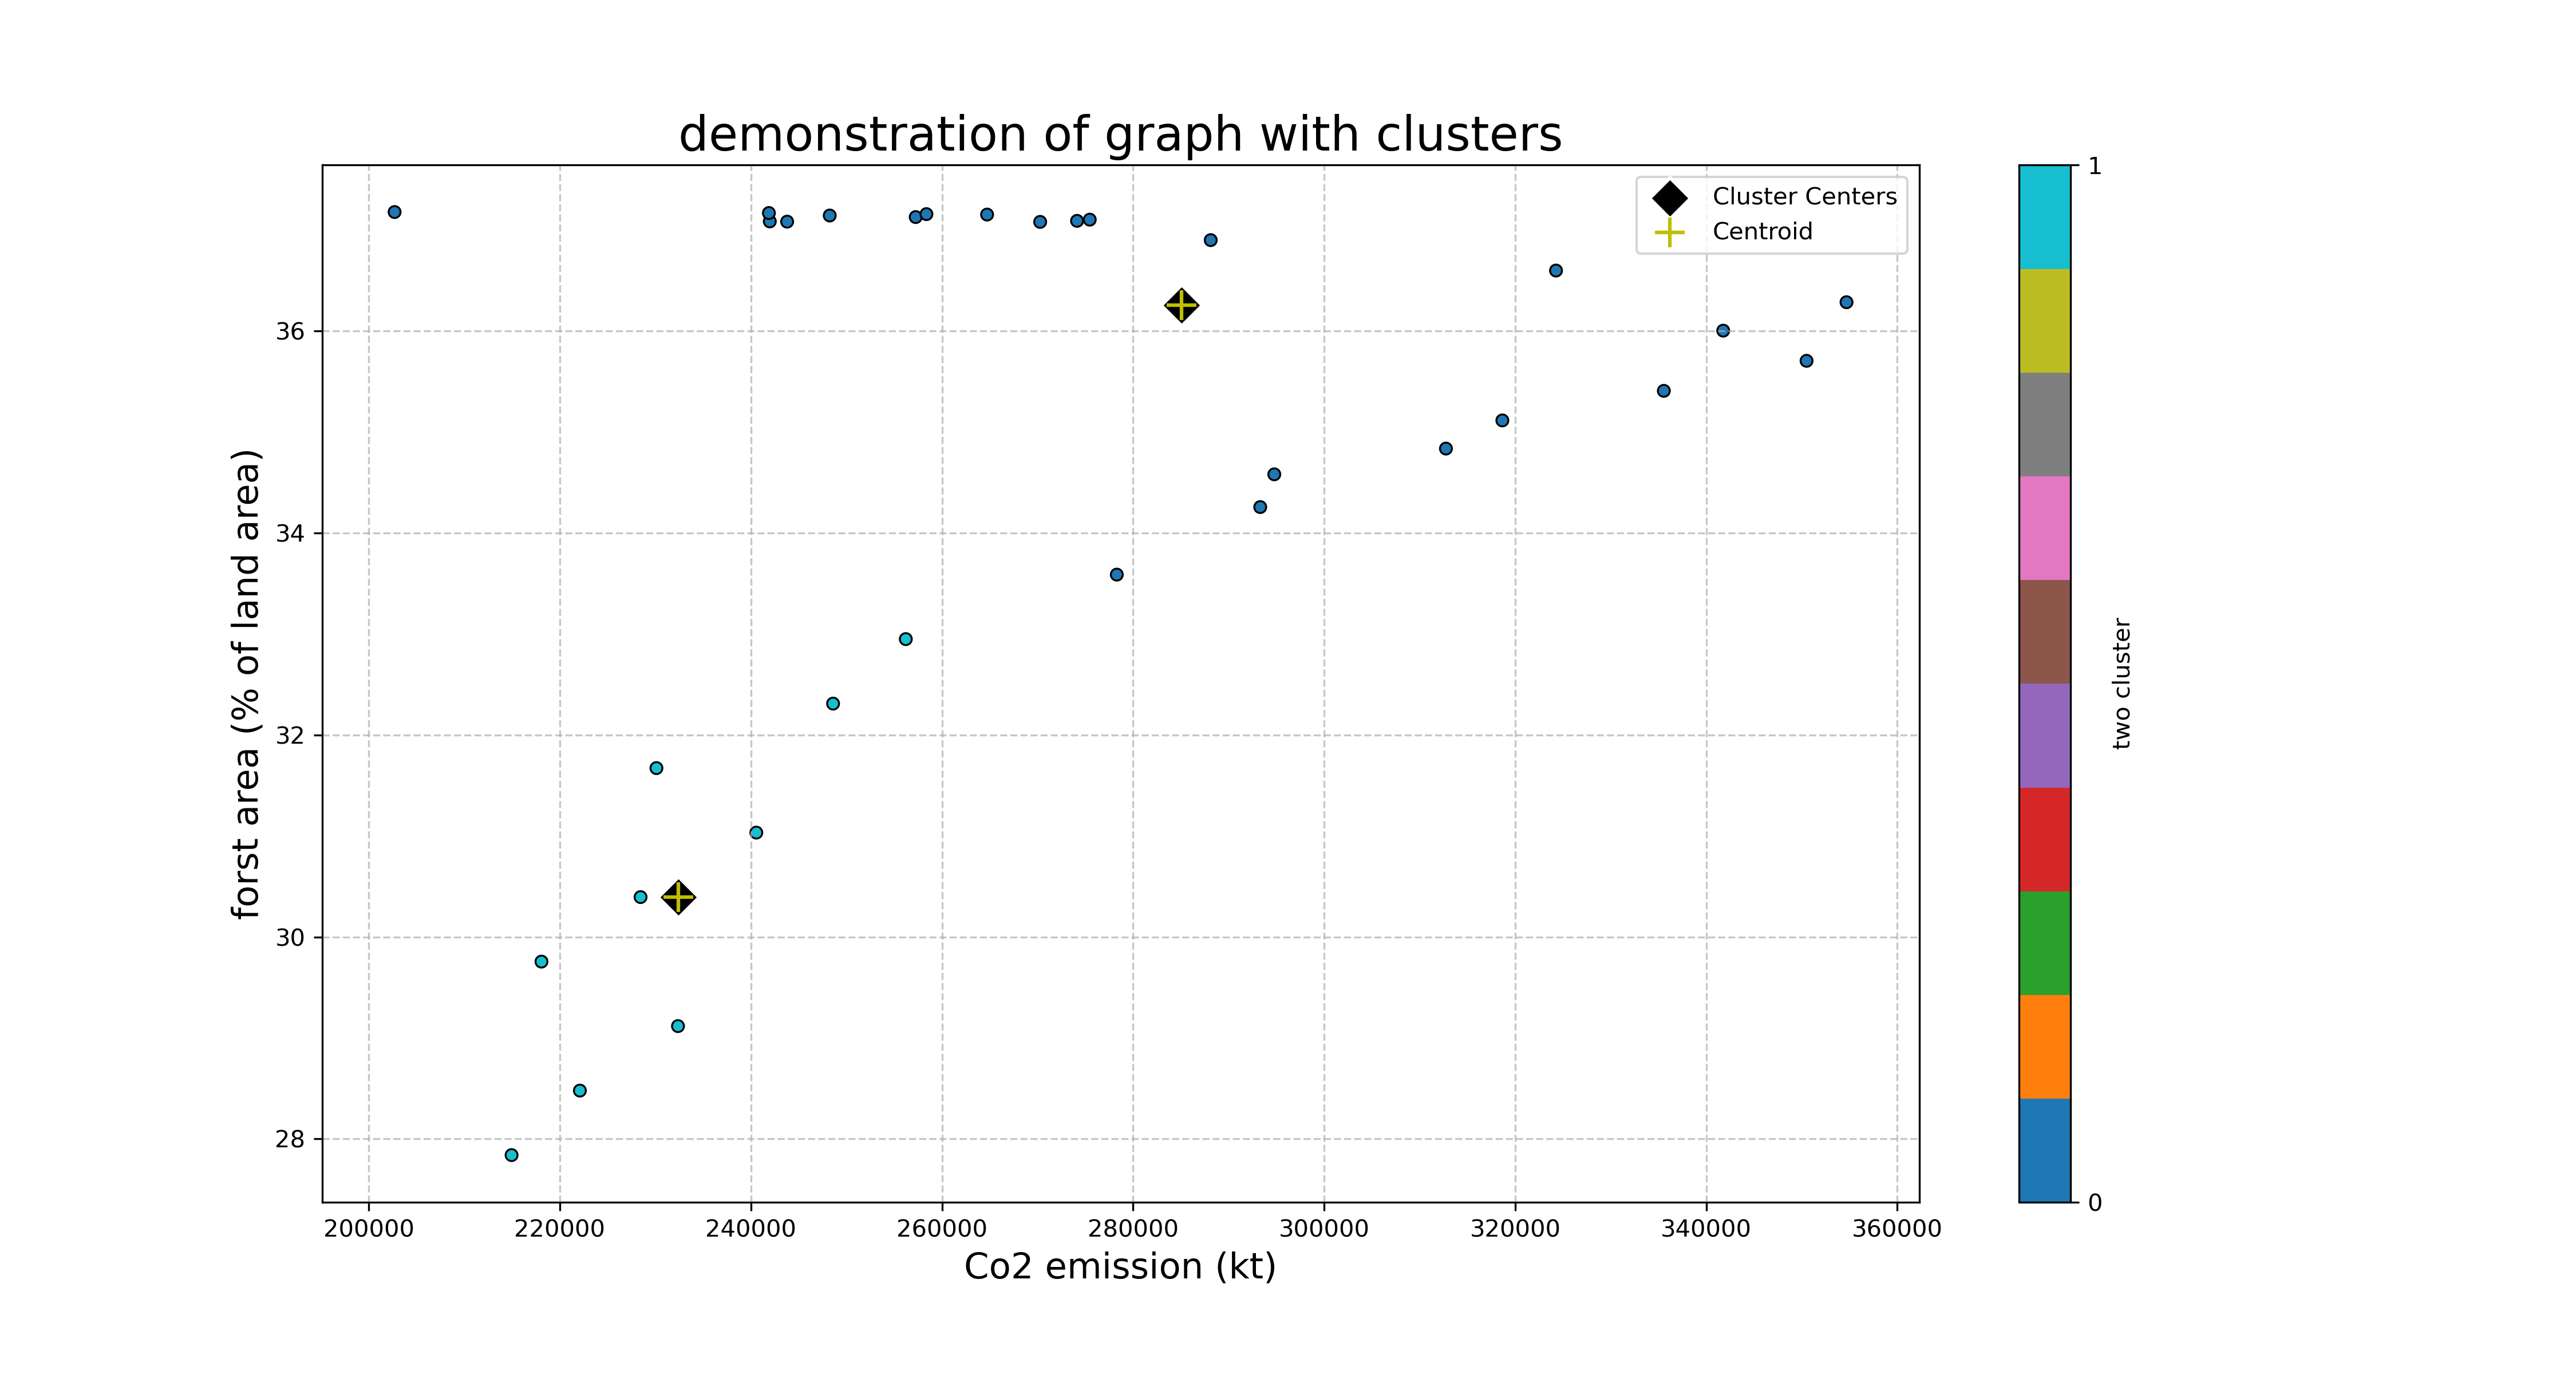 demonstration of graph with clusters
Cluster Centers
Centroid
forst area (% of land area)
36
34
32
30
28
200000 220000 240000 260000 280000 300000 320000 340000 360000
Co2 emission (kt)
1
0
two cluster